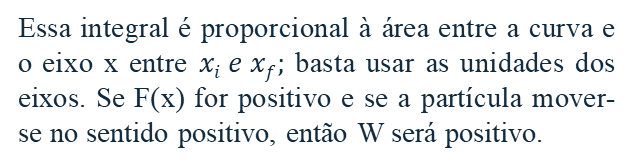 Essa integral é proporcional à área entre a curva e
o eixo x entre xᵢ e x_f; basta usar as unidades dos
eixos. Se F(x) for positivo e se a partícula mover-
se no sentido positivo, então W será positivo.